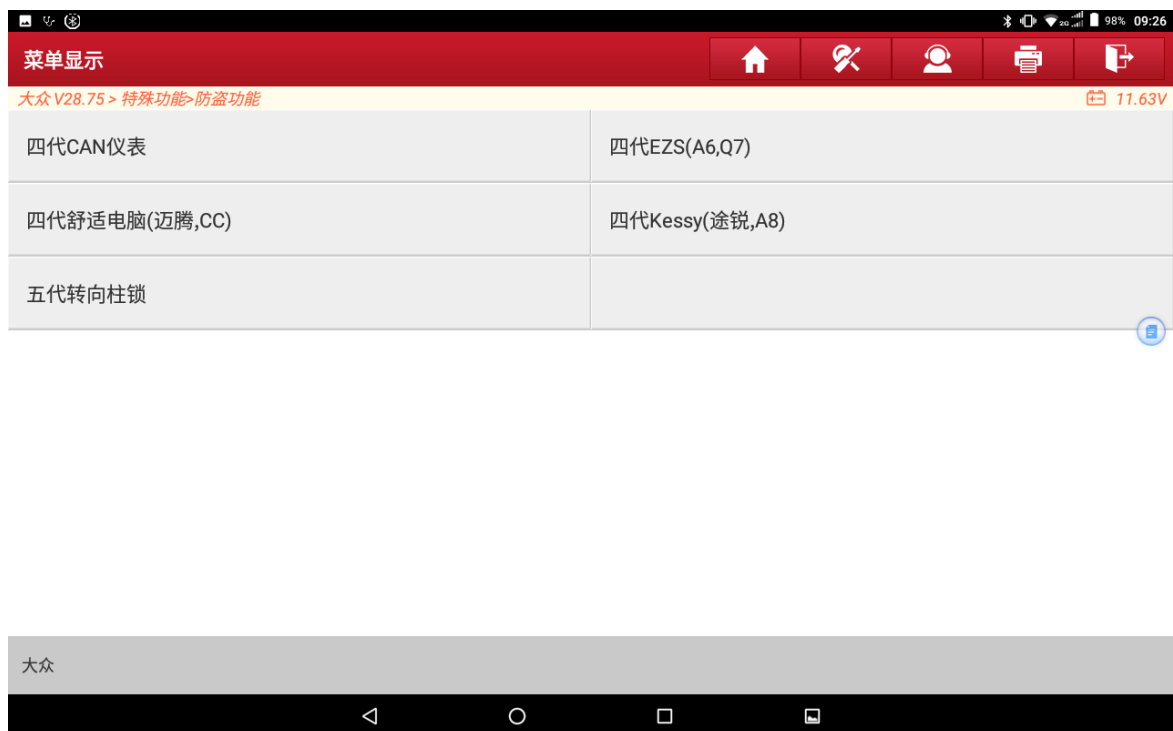 2G 98% 09:26
菜单显示
大众 V28.75 > 特殊功能>防盗功能 11.63V
四代CAN仪表 四代EZS(A6,Q7)
四代舒适电脑(迈腾,CC) 四代Kessy(途锐,A8)
五代转向柱锁
大众